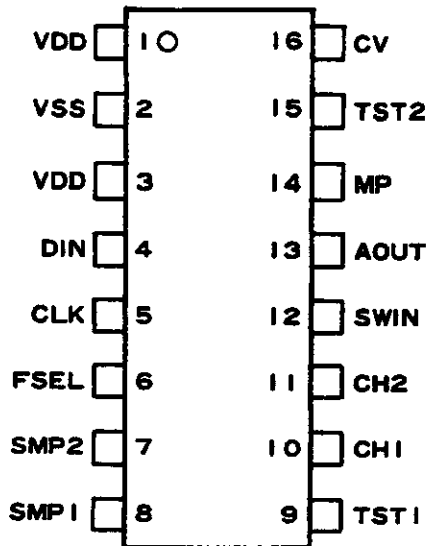 VDD 1 16 CV
VSS 2 15 TST2
VDD 3 14 MP
DIN 4 13 AOUT
CLK 5 12 SWIN
FSEL 6 11 CH2
SMP2 7 10 CH1
SMP1 8 9 TST1